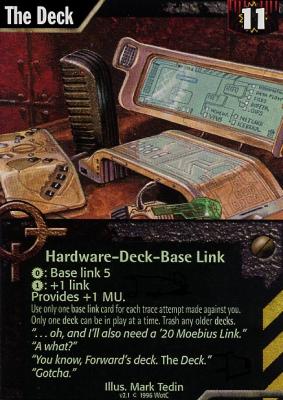 The Deck
11
Hardware–Deck–Base Link
0: Base link 5
1: +1 link
Provides +1 MU.
Use only one base link card for each trace attempt made against you.
Only one deck can be in play at a time. Trash any older decks.
". . . oh, and I'll also need a '20 Moebius Link."
"A what?"
"You know, Forward's deck. The Deck."
"Gotcha."
Illus. Mark Tedin
v2.1 © 1996 WotC